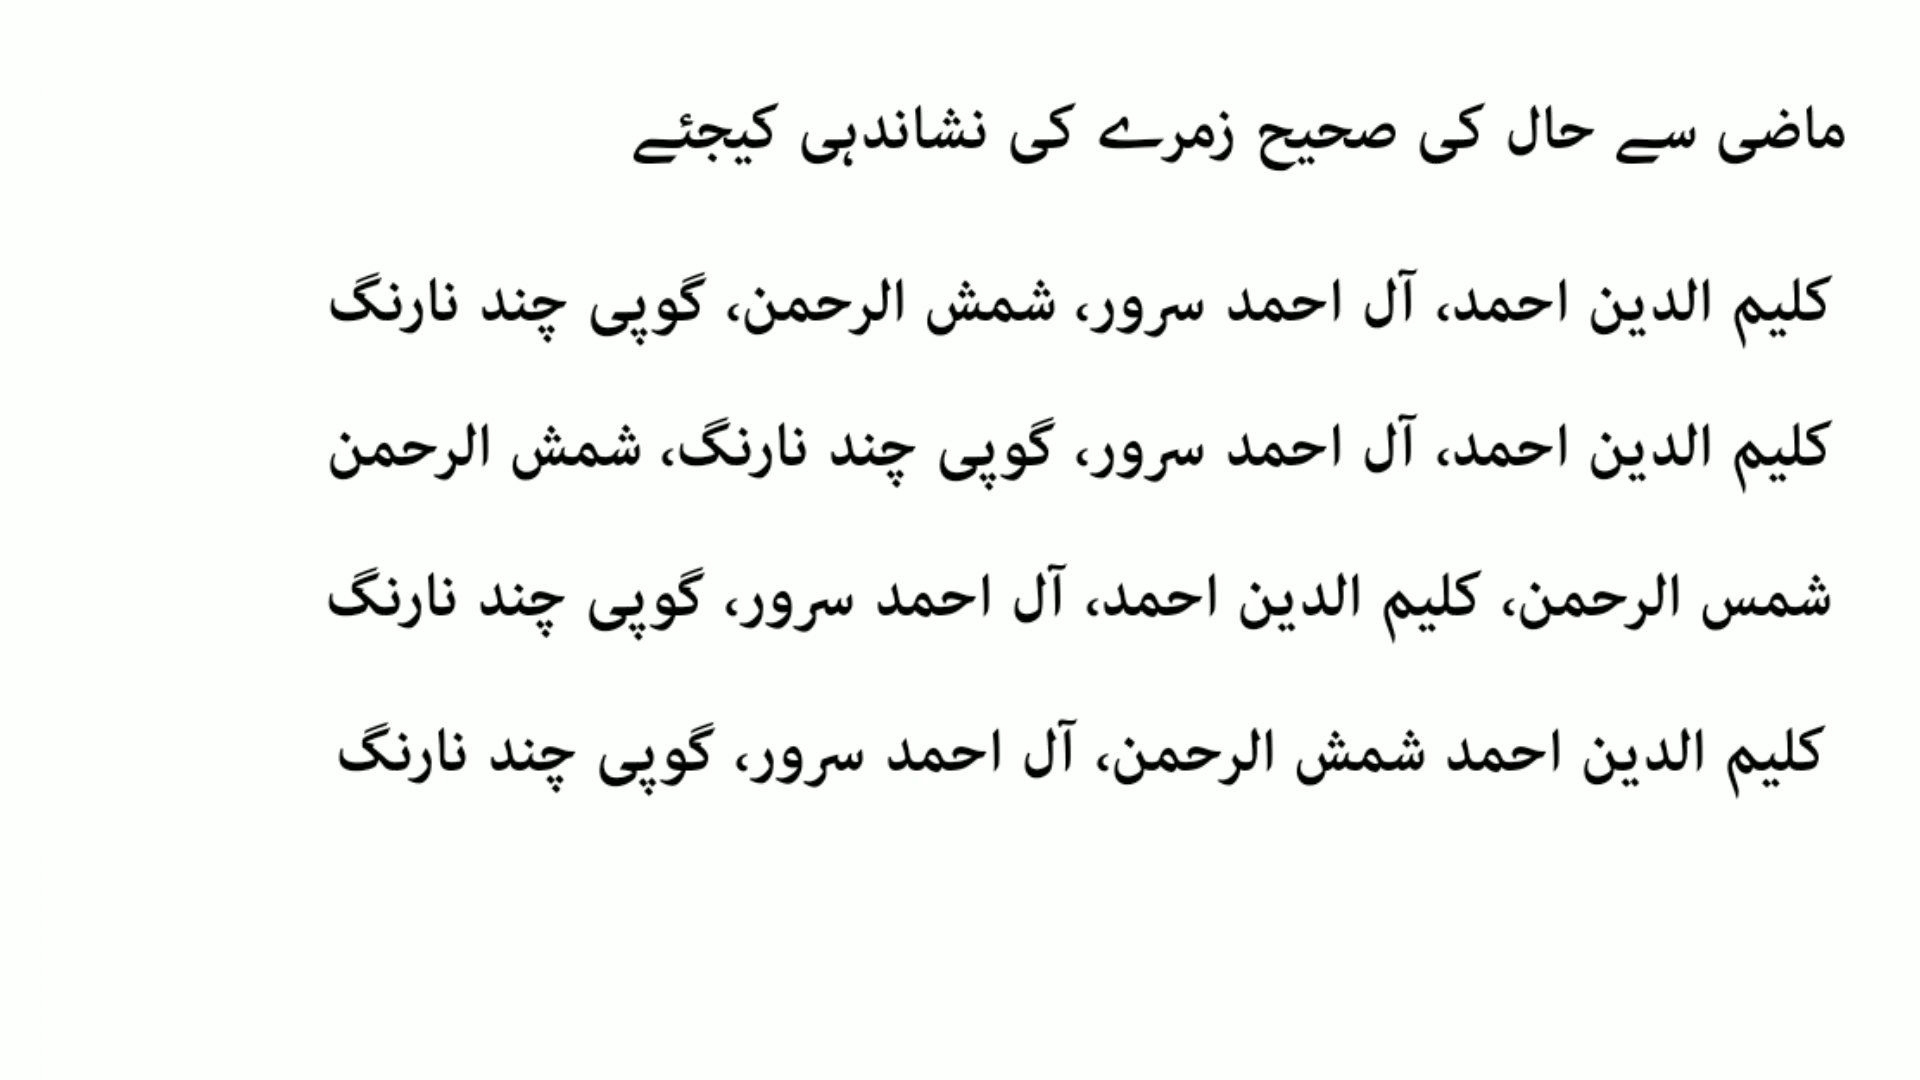 ماضی سے حال کی صحیح زمرے کی نشاندہی کیجئے
کلیم الدین احمد، آل احمد سرور، شمش الرحمن، گوپی چند نارنگ
کلیم الدین احمد، آل احمد سرور، گوپی چند نارنگ، شمش الرحمن
شمس الرحمن، کلیم الدین احمد، آل احمد سرور، گوپی چند نارنگ
کلیم الدین احمد شمش الرحمن، آل احمد سرور، گوپی چند نارنگ